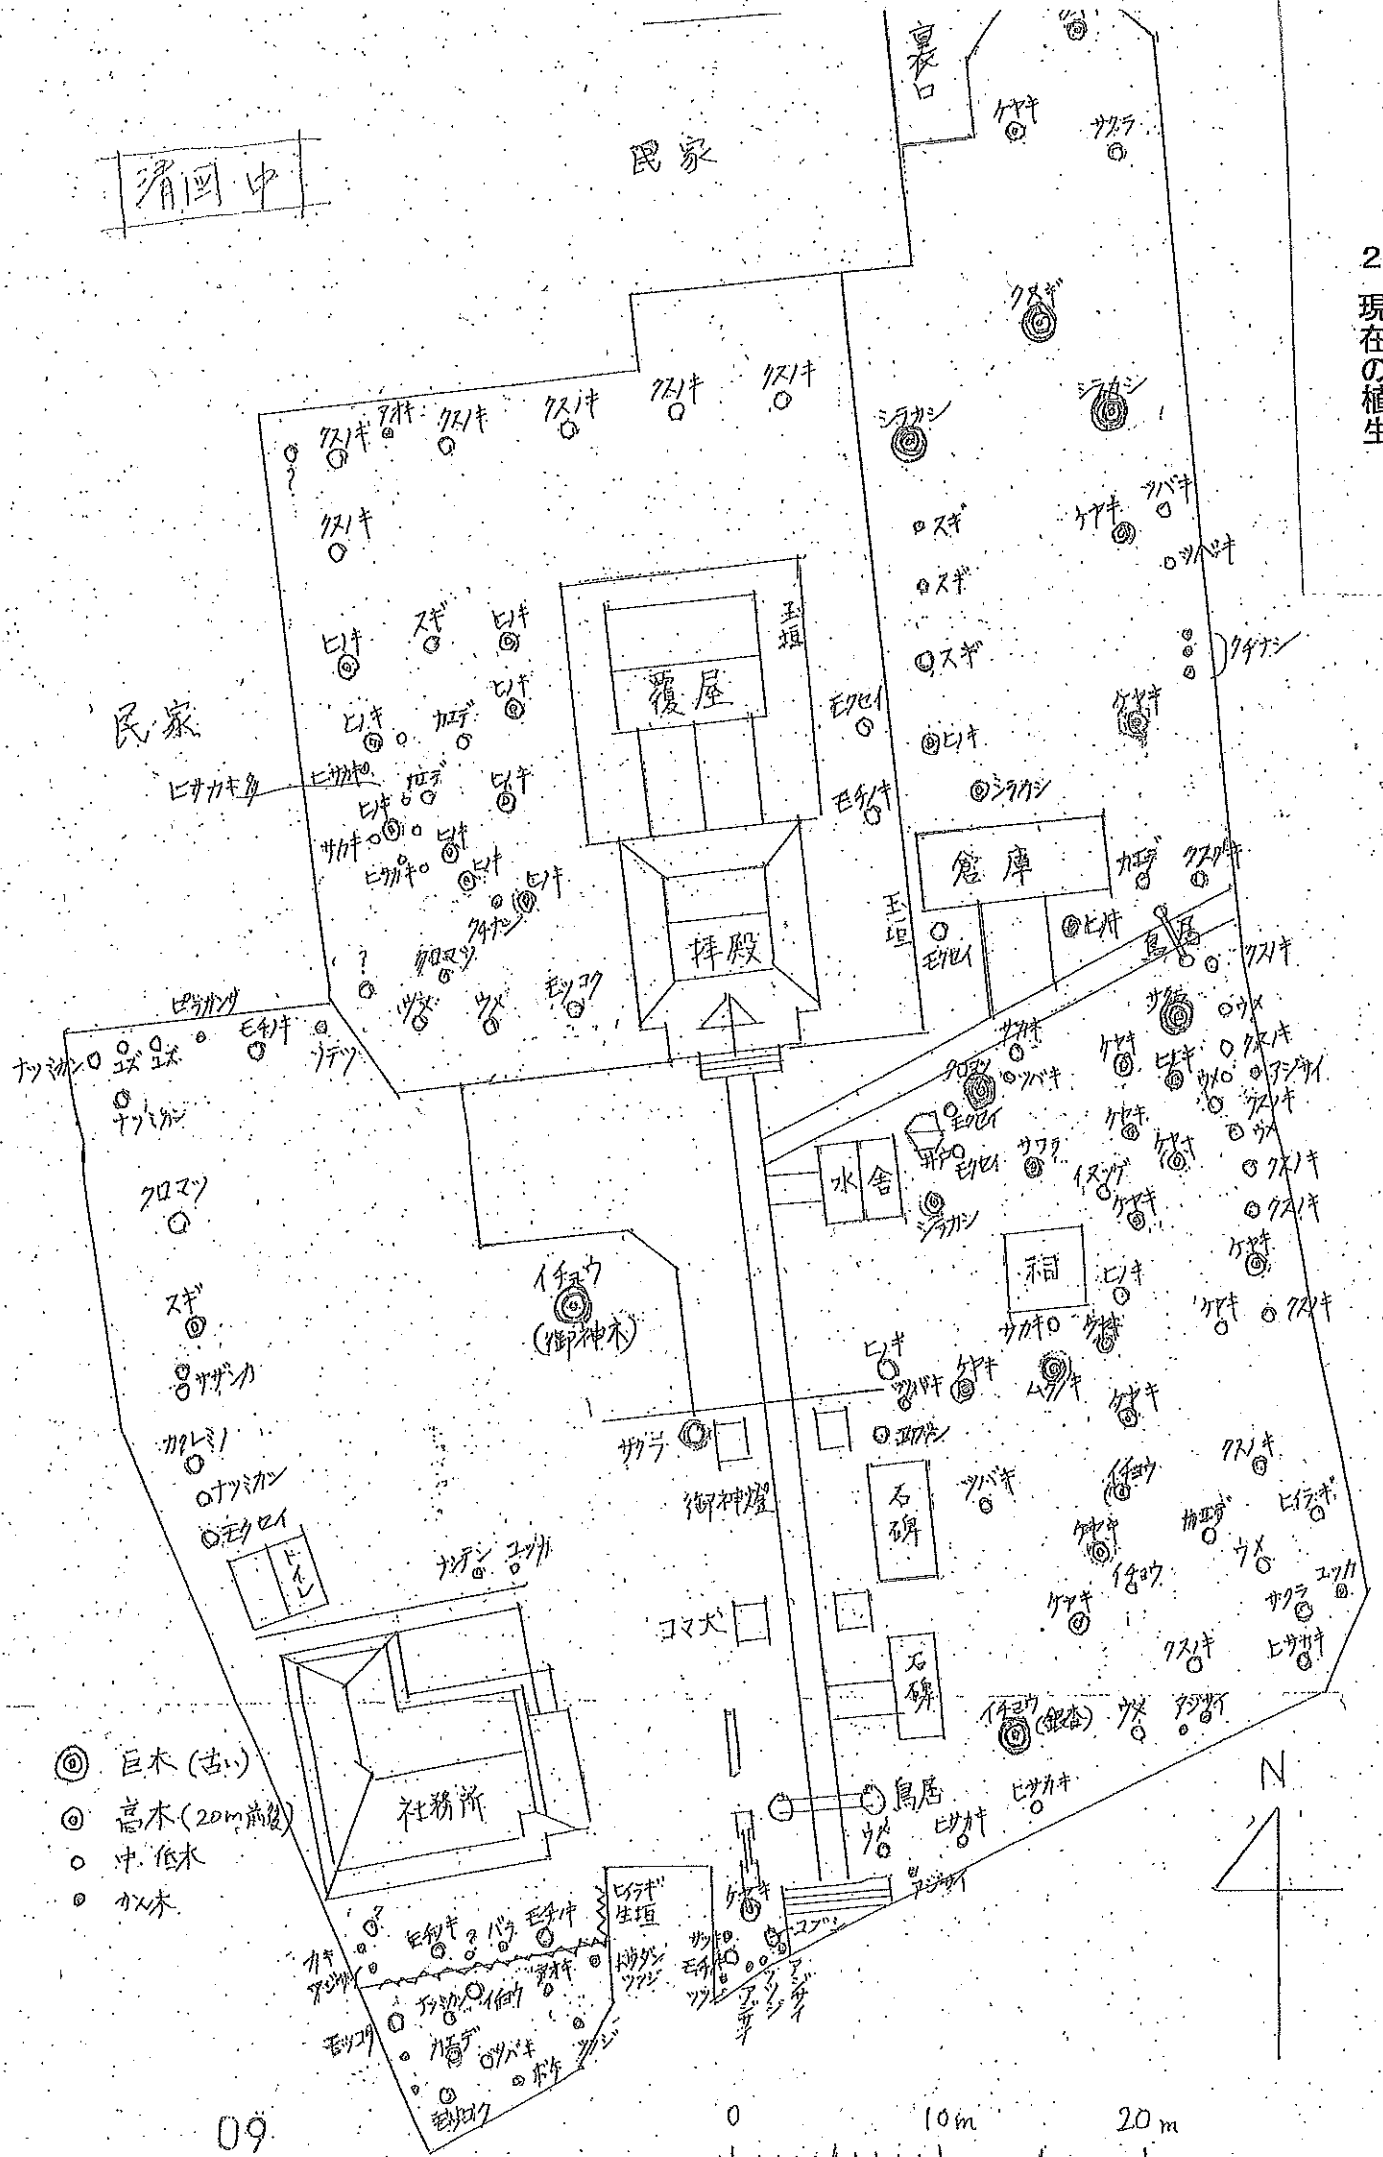 2 現在の植生
清図中
裏口
民家
ケヤキ
サクラ
クヌギ
シラカシ
シラカシ
クスノキ
アオキ
クスノキ
クスノキ
クスノキ
クスノキ
?
クスノキ
スギ
ケヤキ
ツバキ
ツバキ
スギ
スギ
クチナシ
ヒノキ
スギ
ヒノキ
玉垣
覆屋
ヒノキ
カエデ
ヒノキ
モクセイ
ヒノキ
ケヤキ
民家
ヒサカキ多
カエデ
ヒノキ
モチノキ
シラカシ
ヒノキ
サカキ
ヒノキ
ヒサカキ
ヒノキ
ヒノキ
クチナシ
倉庫
カエデ
拝殿
玉垣
モクセイ
ヒノキ
鳥居
クスノキ
?
クロマツ
ウメ
ウメ
モッコク
ピラカンサ
モチノキ
ソテツ
ナツミカン
ユズ
ユズ
ナツミカン
サカキ
クロマツ
ツバキ
モクセイ
サクラ
ウメ
ケヤキ
ヒノキ
クスノキ
ウメ
アジサイ
クスノキ
ケヤキ
ウメ
ケヤキ
クスノキ
井戸
モクセイ
サワラ
イヌツゲ
ケヤキ
クスノキ
水舎
シラカシ
クロマツ
祠
ヒノキ
ケヤキ
イチョウ
(御神木)
スギ
サカキ
ケヤキ
ケヤキ
クスノキ
サザンカ
ヒノキ
ツバキ
ケヤキ
ムクノキ
ケヤキ
カクレミノ
サクラ
御神燈
ナツミカン
モクセイ
石碑
ツバキ
イチョウ
クスノキ
ヒイラギ
カエデ
ウメ
ケヤキ
イチョウ
トイレ
ナンテン
ユッカ
コマ犬
ケヤキ
サクラ
ユッカ
クスノキ
ヒサカキ
石碑
イチョウ
(銀杏)
ウメ
アジサイ
巨木(古い)
高木(20m前後)
中.低木
かん木
社務所
鳥居
ウメ
ヒサカキ
ヒサカキ
アジサイ
N
ヒイラギ
生垣
ケヤキ
コブシ
カキ
アジサイ
?
モチノキ
?
バラ
モチノキ
アオキ
ドウダン
ツツジ
サツキ
モチノキ
ツツジ
アジサイ
ナツミカン
イチョウ
モッコク
カエデ
ツバキ
ボケ
ツツジ
モッコク
09
0
10m
20m